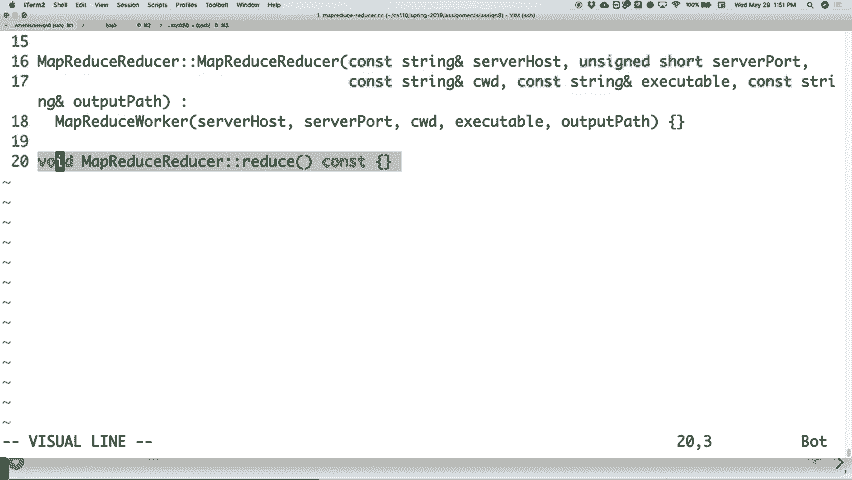 iTerm2 Shell Edit View Session Scripts Profiles Toolbelt Window Help 100% Wed May 29 1:51 PM
1. mapreduce-reducer.cc (~/cs110/spring-2019/assignments/assign8) - VIM (ssh)
15
16 MapReduceReducer::MapReduceReducer(const string& serverHost, unsigned short serverPort,
17 const string& cwd, const string& executable, const stri
ng& outputPath) :
18 MapReduceWorker(serverHost, serverPort, cwd, executable, outputPath) {}
19
20 void MapReduceReducer::reduce() const {}
~
~
~
~
~
~
~
~
~
~
~
~
~
-- VISUAL LINE -- 20,3 Bot